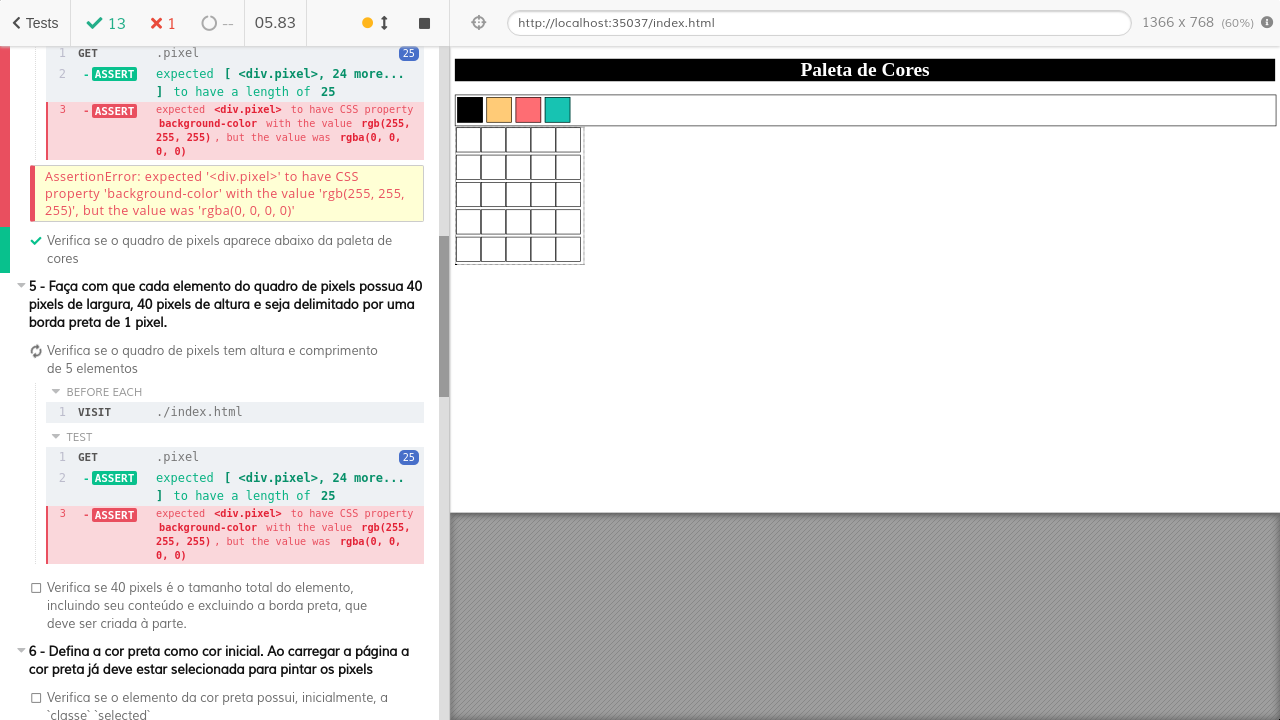 Tests
13
1
--
05.83
http://localhost:35037/index.html
1366 x 768 (60%)
1 GET .pixel 25
2 - ASSERT expected [ <div.pixel>, 24 more...
] to have a length of 25
3 - ASSERT expected <div.pixel> to have CSS property
background-color with the value rgb(255,
255, 255) , but the value was rgba(0, 0,
0, 0)
AssertionError: expected '<div.pixel>' to have CSS
property 'background-color' with the value 'rgb(255, 255,
255)', but the value was 'rgba(0, 0, 0, 0)'
Verifica se o quadro de pixels aparece abaixo da paleta de
cores
5 - Faça com que cada elemento do quadro de pixels possua 40
pixels de largura, 40 pixels de altura e seja delimitado por uma
borda preta de 1 pixel.
Verifica se o quadro de pixels tem altura e comprimento
de 5 elementos
BEFORE EACH
1 VISIT ./index.html
TEST
1 GET .pixel 25
2 - ASSERT expected [ <div.pixel>, 24 more...
] to have a length of 25
3 - ASSERT expected <div.pixel> to have CSS property
background-color with the value rgb(255,
255, 255) , but the value was rgba(0, 0,
0, 0)
Verifica se 40 pixels é o tamanho total do elemento,
incluindo seu conteúdo e excluindo a borda preta, que
deve ser criada à parte.
6 - Defina a cor preta como cor inicial. Ao carregar a página a
cor preta já deve estar selecionada para pintar os pixels
Verifica se o elemento da cor preta possui, inicialmente, a
`classe` `selected`
Paleta de Cores